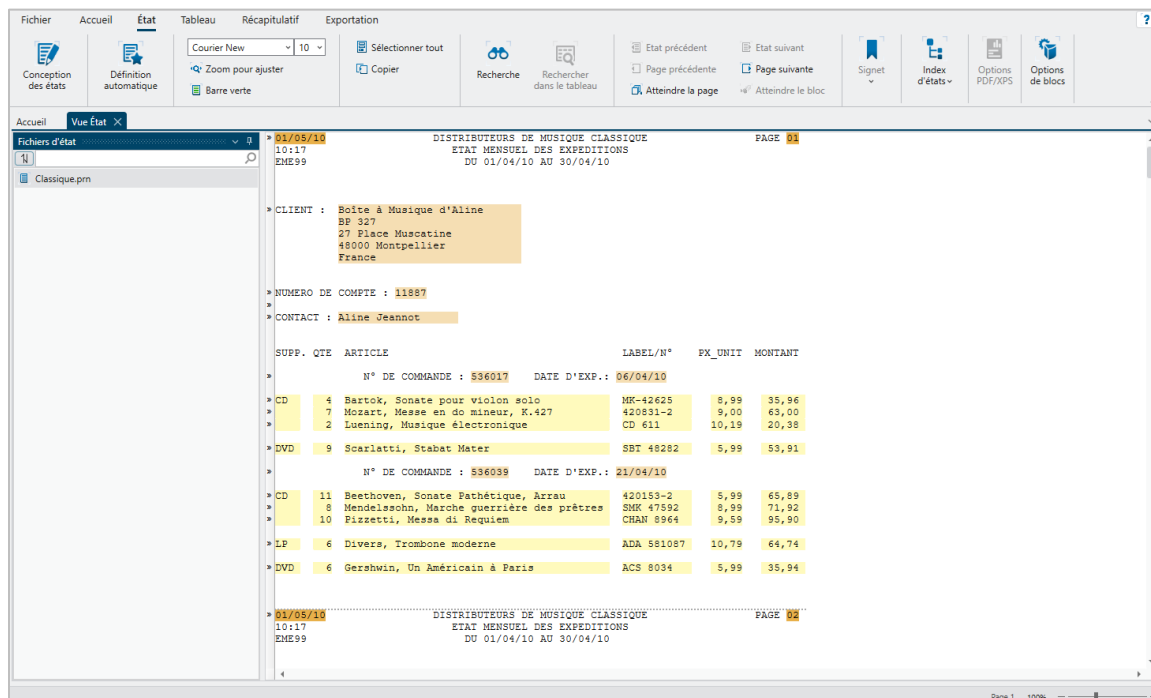 Fichier Accueil État Tableau Récapitulatif Exportation ?
Conception des états
Définition automatique
Courier New 10
Zoom pour ajuster
Barre verte
Sélectionner tout
Copier
Recherche
Rechercher dans le tableau
Etat précédent
Page précédente
Atteindre la page
Etat suivant
Page suivante
Atteindre le bloc
Signet
Index d'états
Options PDF/XPS
Options de blocs
Accueil Vue État
Fichiers d'état
Classique.prn
01/05/10 DISTRIBUTEURS DE MUSIQUE CLASSIQUE PAGE 01
10:17 ETAT MENSUEL DES EXPEDITIONS
EME99 DU 01/04/10 AU 30/04/10
CLIENT : Boîte à Musique d'Aline
BP 327
27 Place Muscatine
48000 Montpellier
France
NUMERO DE COMPTE : 11887
CONTACT : Aline Jeannot
SUPP. QTE ARTICLE LABEL/N° PX_UNIT MONTANT
N° DE COMMANDE : 536017 DATE D'EXP.: 06/04/10
CD 4 Bartok, Sonate pour violon solo MK-42625 8,99 35,96
7 Mozart, Messe en do mineur, K.427 420831-2 9,00 63,00
2 Luening, Musique électronique CD 611 10,19 20,38
DVD 9 Scarlatti, Stabat Mater SBT 48282 5,99 53,91
N° DE COMMANDE : 536039 DATE D'EXP.: 21/04/10
CD 11 Beethoven, Sonate Pathétique, Arrau 420153-2 5,99 65,89
8 Mendelssohn, Marche guerrière des prêtres SMK 47592 8,99 71,92
10 Pizzetti, Messa di Requiem CHAN 8964 9,59 95,90
LP 6 Divers, Trombone moderne ADA 581087 10,79 64,74
DVD 6 Gershwin, Un Américain à Paris ACS 8034 5,99 35,94
01/05/10 DISTRIBUTEURS DE MUSIQUE CLASSIQUE PAGE 02
10:17 ETAT MENSUEL DES EXPEDITIONS
EME99 DU 01/04/10 AU 30/04/10
Page 1 100%